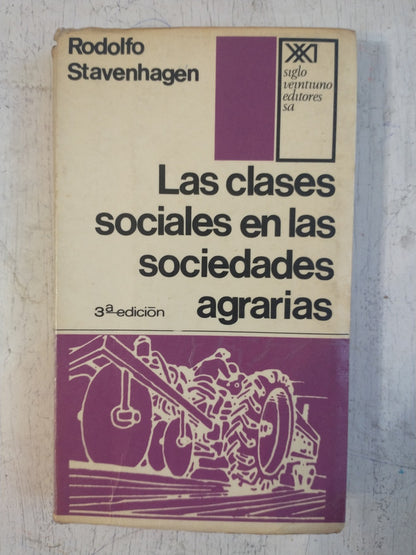 Rodolfo
Stavenhagen
XXI
siglo
veintiuno
editores
sa
Las clases
sociales en las
sociedades
agrarias
3ª edición